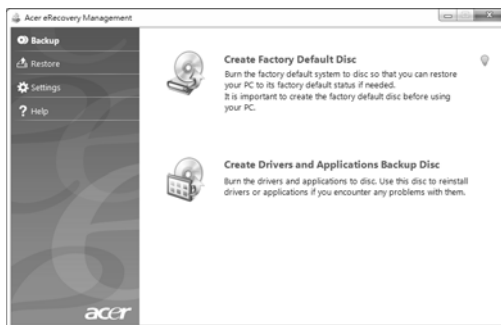 Acer eRecovery Management
Backup
Restore
Settings
Help
Create Factory Default Disc
Burn the factory default system to disc so that you can restore
your PC to its factory default status if needed.
It is important to create the factory default disc before using
your PC.
Create Drivers and Applications Backup Disc
Burn the drivers and applications to disc. Use this disc to reinstall
drivers or applications if you encounter any problems with them.
acer